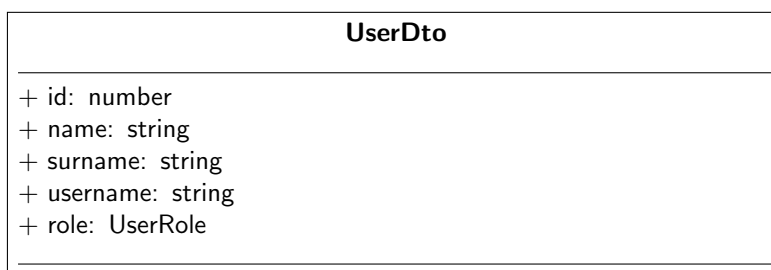 UserDto
+ id: number
+ name: string
+ surname: string
+ username: string
+ role: UserRole